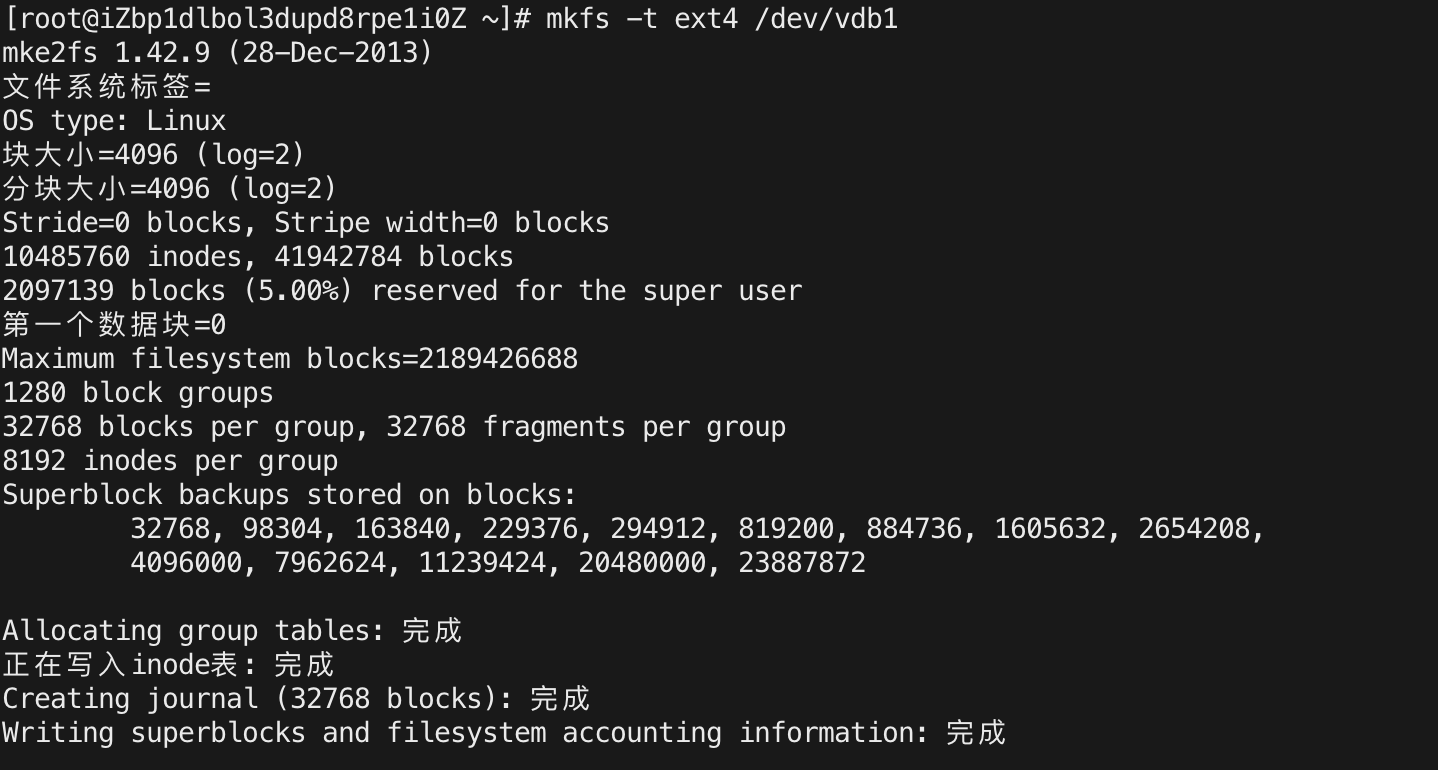 [root@iZbp1dlbol3dupd8rpe1i0Z ~]# mkfs -t ext4 /dev/vdb1
mke2fs 1.42.9 (28-Dec-2013)
文件系统标签=
OS type: Linux
块大小=4096 (log=2)
分块大小=4096 (log=2)
Stride=0 blocks, Stripe width=0 blocks
10485760 inodes, 41942784 blocks
2097139 blocks (5.00%) reserved for the super user
第一个数据块=0
Maximum filesystem blocks=2189426688
1280 block groups
32768 blocks per group, 32768 fragments per group
8192 inodes per group
Superblock backups stored on blocks:
32768, 98304, 163840, 229376, 294912, 819200, 884736, 1605632, 2654208,
4096000, 7962624, 11239424, 20480000, 23887872
Allocating group tables: 完成
正在写入inode表: 完成
Creating journal (32768 blocks): 完成
Writing superblocks and filesystem accounting information: 完成